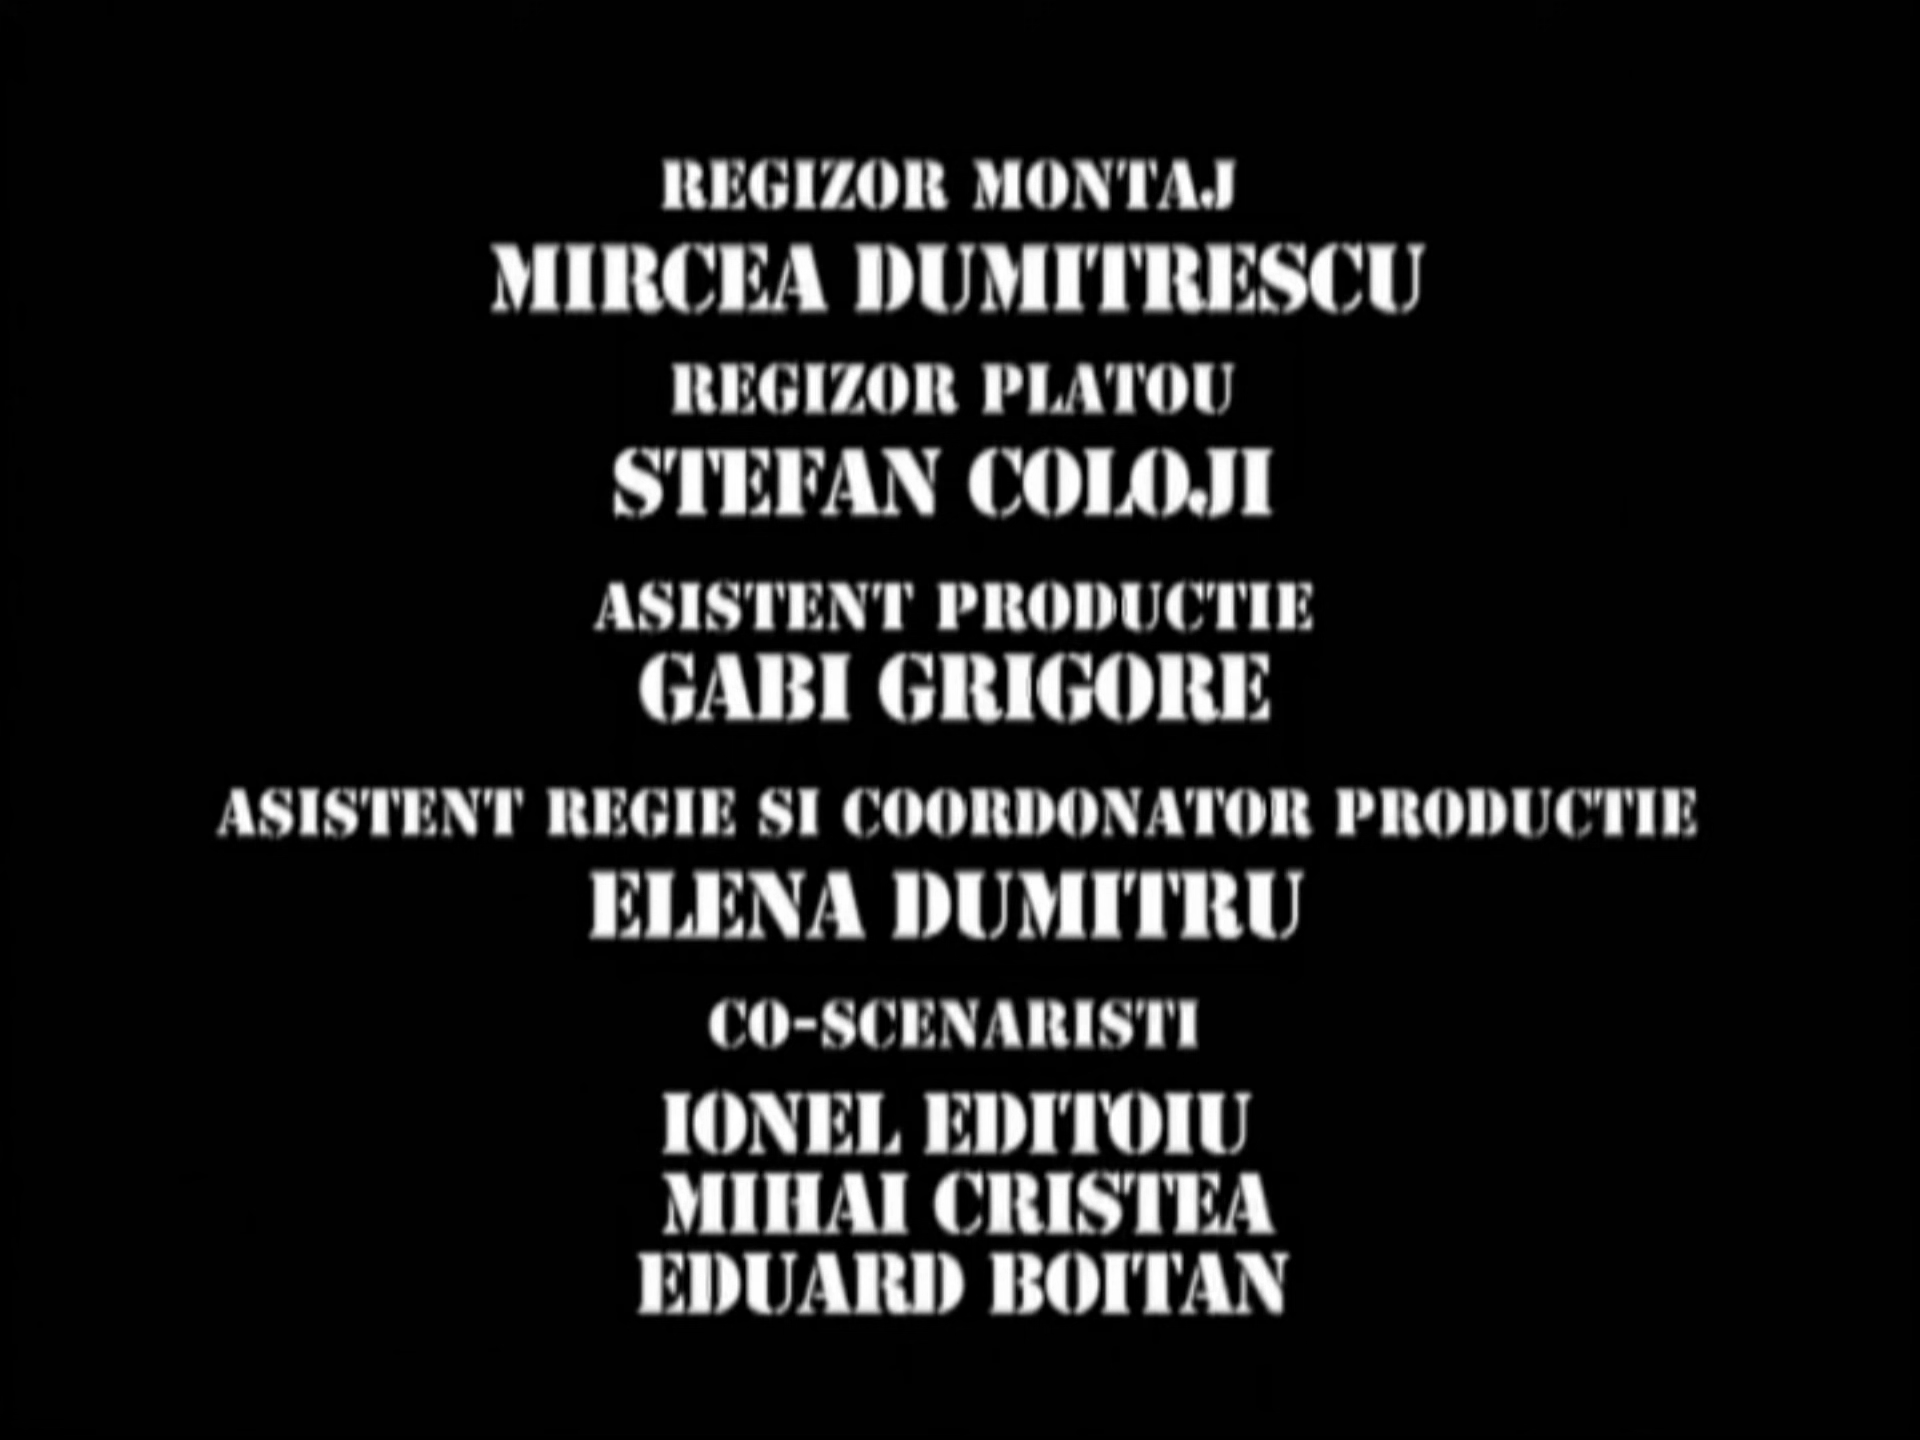 REGIZOR MONTAJ
MIRCEA DUMITRESCU
REGIZOR PLATOU
STEFAN COLOJI
ASISTENT PRODUCTIE
GABI GRIGORE
ASISTENT REGIE SI COORDONATOR PRODUCTIE
ELENA DUMITRU
CO-SCENARISTI
IONEL EDITOIU
MIHAI CRISTEA
EDUARD BOITAN